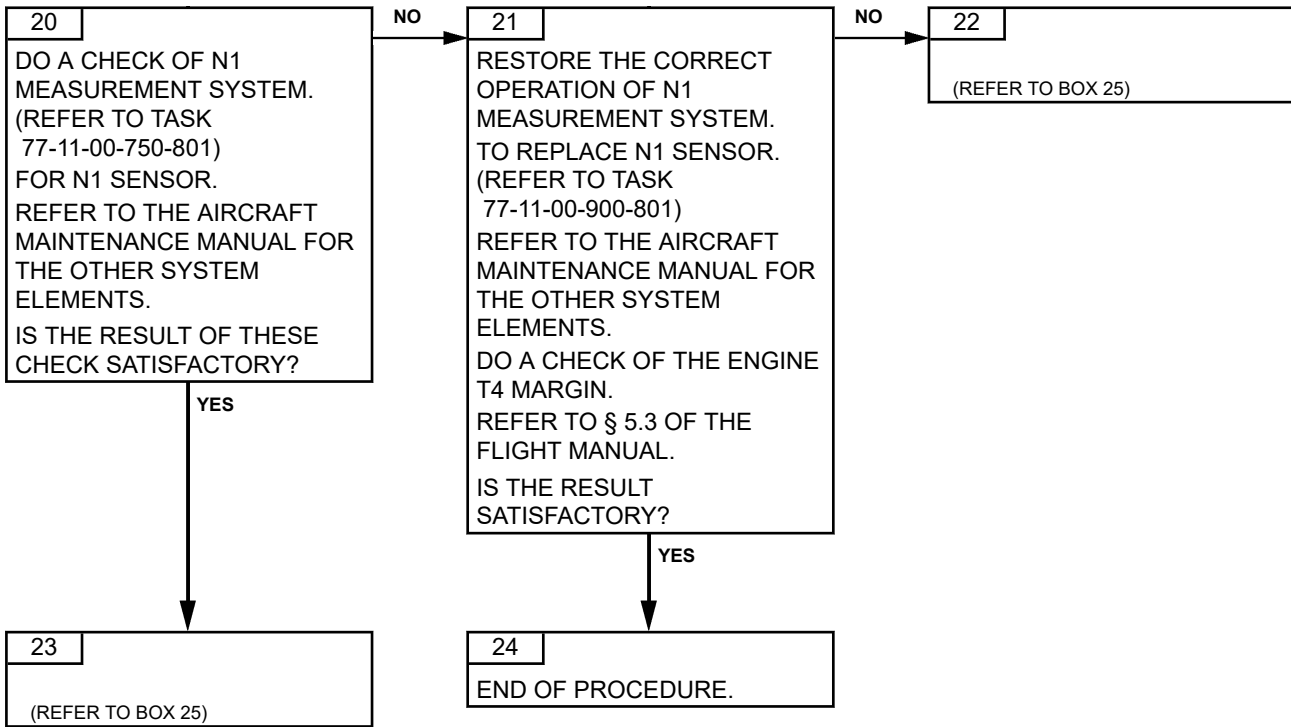 20
DO A CHECK OF N1
MEASUREMENT SYSTEM.
(REFER TO TASK
77-11-00-750-801)
FOR N1 SENSOR.
REFER TO THE AIRCRAFT
MAINTENANCE MANUAL FOR
THE OTHER SYSTEM
ELEMENTS.
IS THE RESULT OF THESE
CHECK SATISFACTORY?
NO
21
RESTORE THE CORRECT
OPERATION OF N1
MEASUREMENT SYSTEM.
TO REPLACE N1 SENSOR.
(REFER TO TASK
77-11-00-900-801)
REFER TO THE AIRCRAFT
MAINTENANCE MANUAL FOR
THE OTHER SYSTEM
ELEMENTS.
DO A CHECK OF THE ENGINE
T4 MARGIN.
REFER TO § 5.3 OF THE
FLIGHT MANUAL.
IS THE RESULT
SATISFACTORY?
NO
22
(REFER TO BOX 25)
YES
23
(REFER TO BOX 25)
YES
24
END OF PROCEDURE.